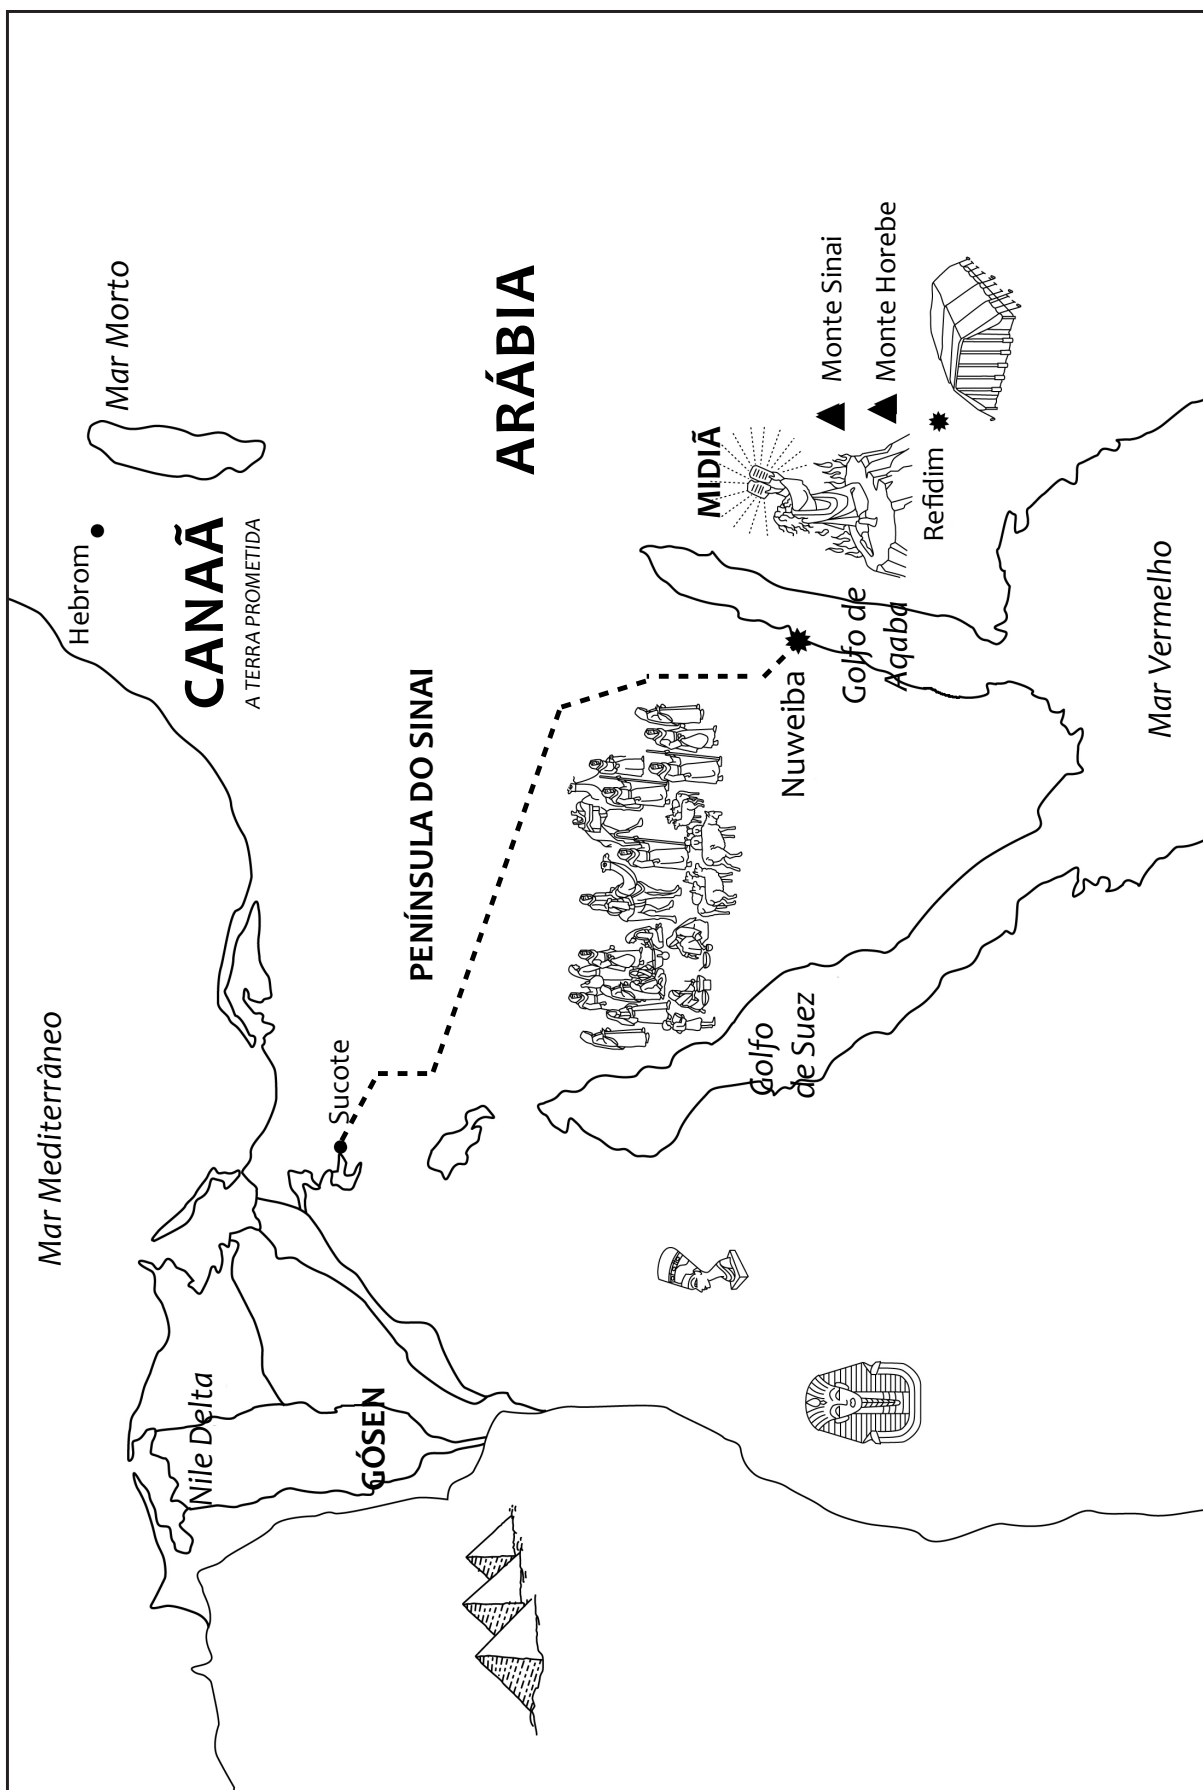 Mar Mediterrâneo
Hebrom
Mar Morto
CANAÃ
A TERRA PROMETIDA
Nile Delta
Sucote
GÓSEN
PENÍNSULA DO SINAI
ARÁBIA
MIDIÃ
Nuweiba
Golfo
de Suez
Golfo de
Aqaba
Monte Sinai
Monte Horebe
Refidim
Mar Vermelho